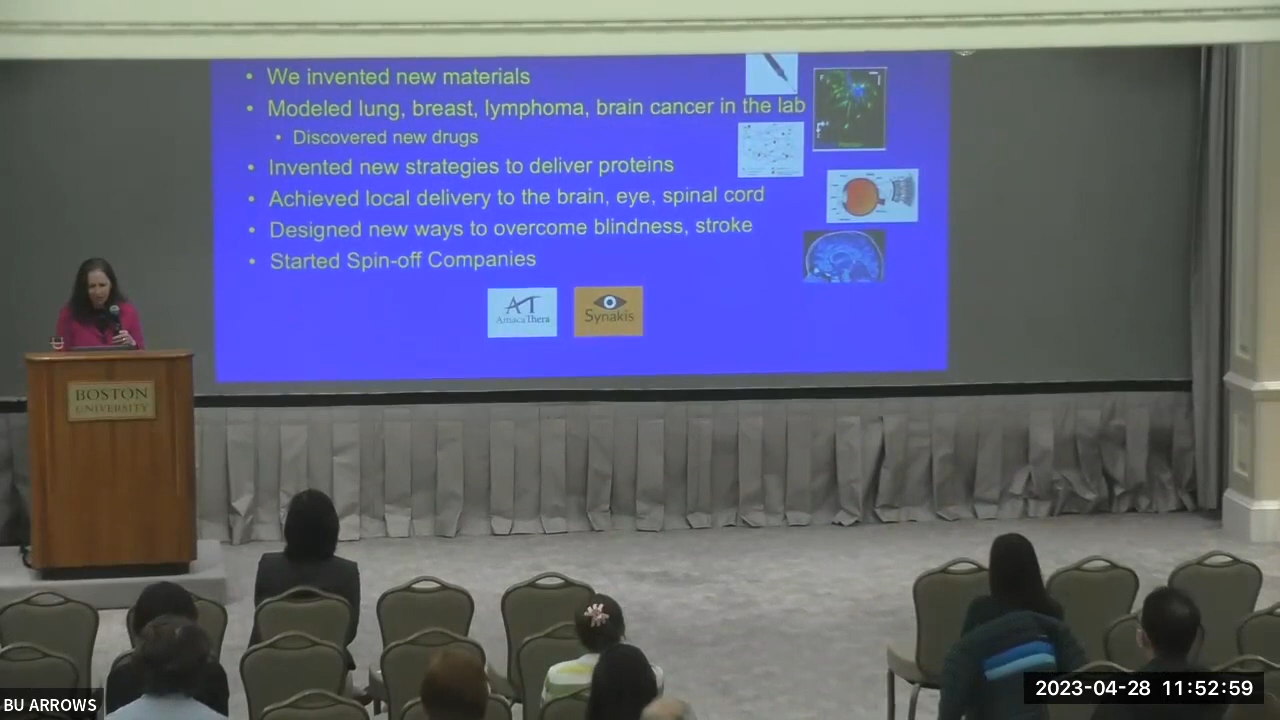 • We invented new materials
• Modeled lung, breast, lymphoma, brain cancer in the lab
• Discovered new drugs
• Invented new strategies to deliver proteins
• Achieved local delivery to the brain, eye, spinal cord
• Designed new ways to overcome blindness, stroke
• Started Spin-off Companies
AT
AmacaThera
Synakis
BOSTON
UNIVERSITY
BU ARROWS
2023-04-28 11:52:59